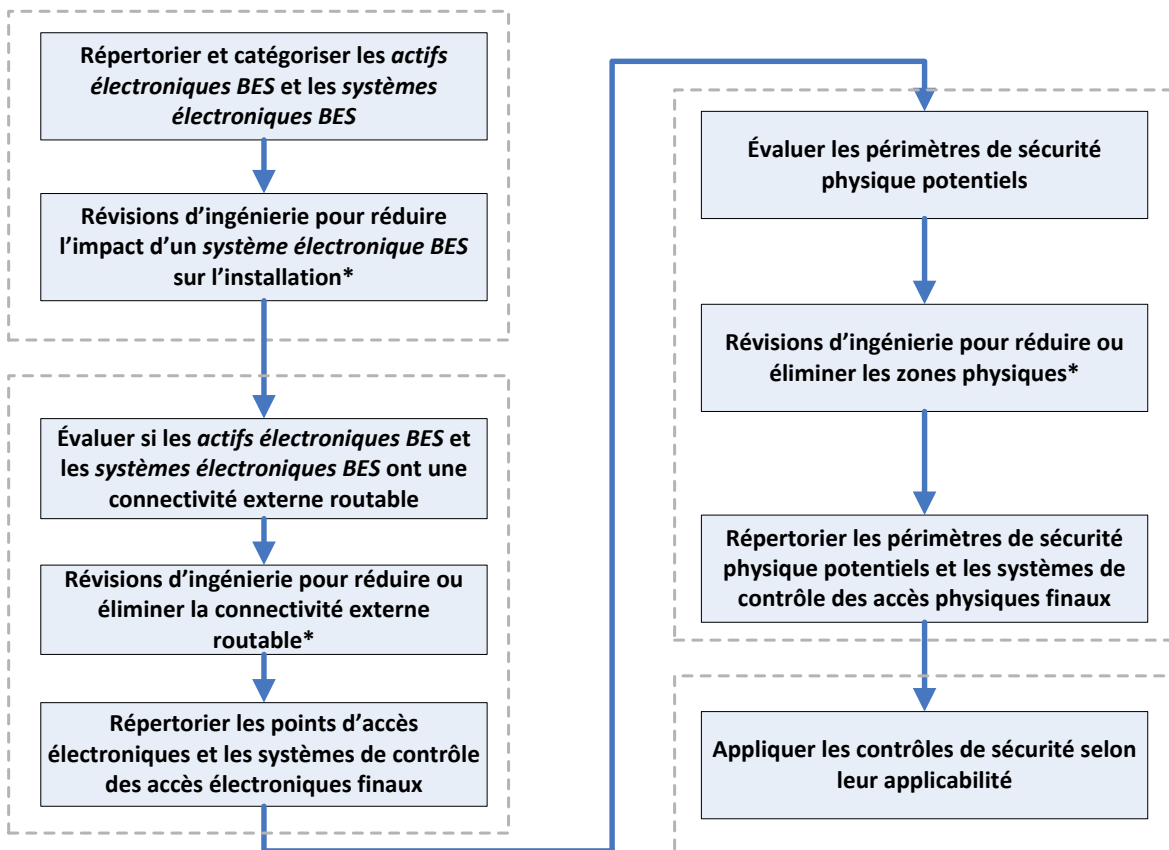 Répertorier et catégoriser les actifs
électroniques BES et les systèmes
électroniques BES
Révisions d'ingénierie pour réduire
l'impact d'un système électronique BES
sur l'installation*
Évaluer si les actifs électroniques BES et
les systèmes électroniques BES ont une
connectivité externe routable
Révisions d'ingénierie pour réduire ou
éliminer la connectivité externe
routable*
Répertorier les points d'accès
électroniques et les systèmes de contrôle
des accès électroniques finaux
Évaluer les périmètres de sécurité
physique potentiels
Révisions d'ingénierie pour réduire ou
éliminer les zones physiques*
Répertorier les périmètres de sécurité
physique potentiels et les systèmes de
contrôle des accès physiques finaux
Appliquer les contrôles de sécurité selon
leur applicabilité